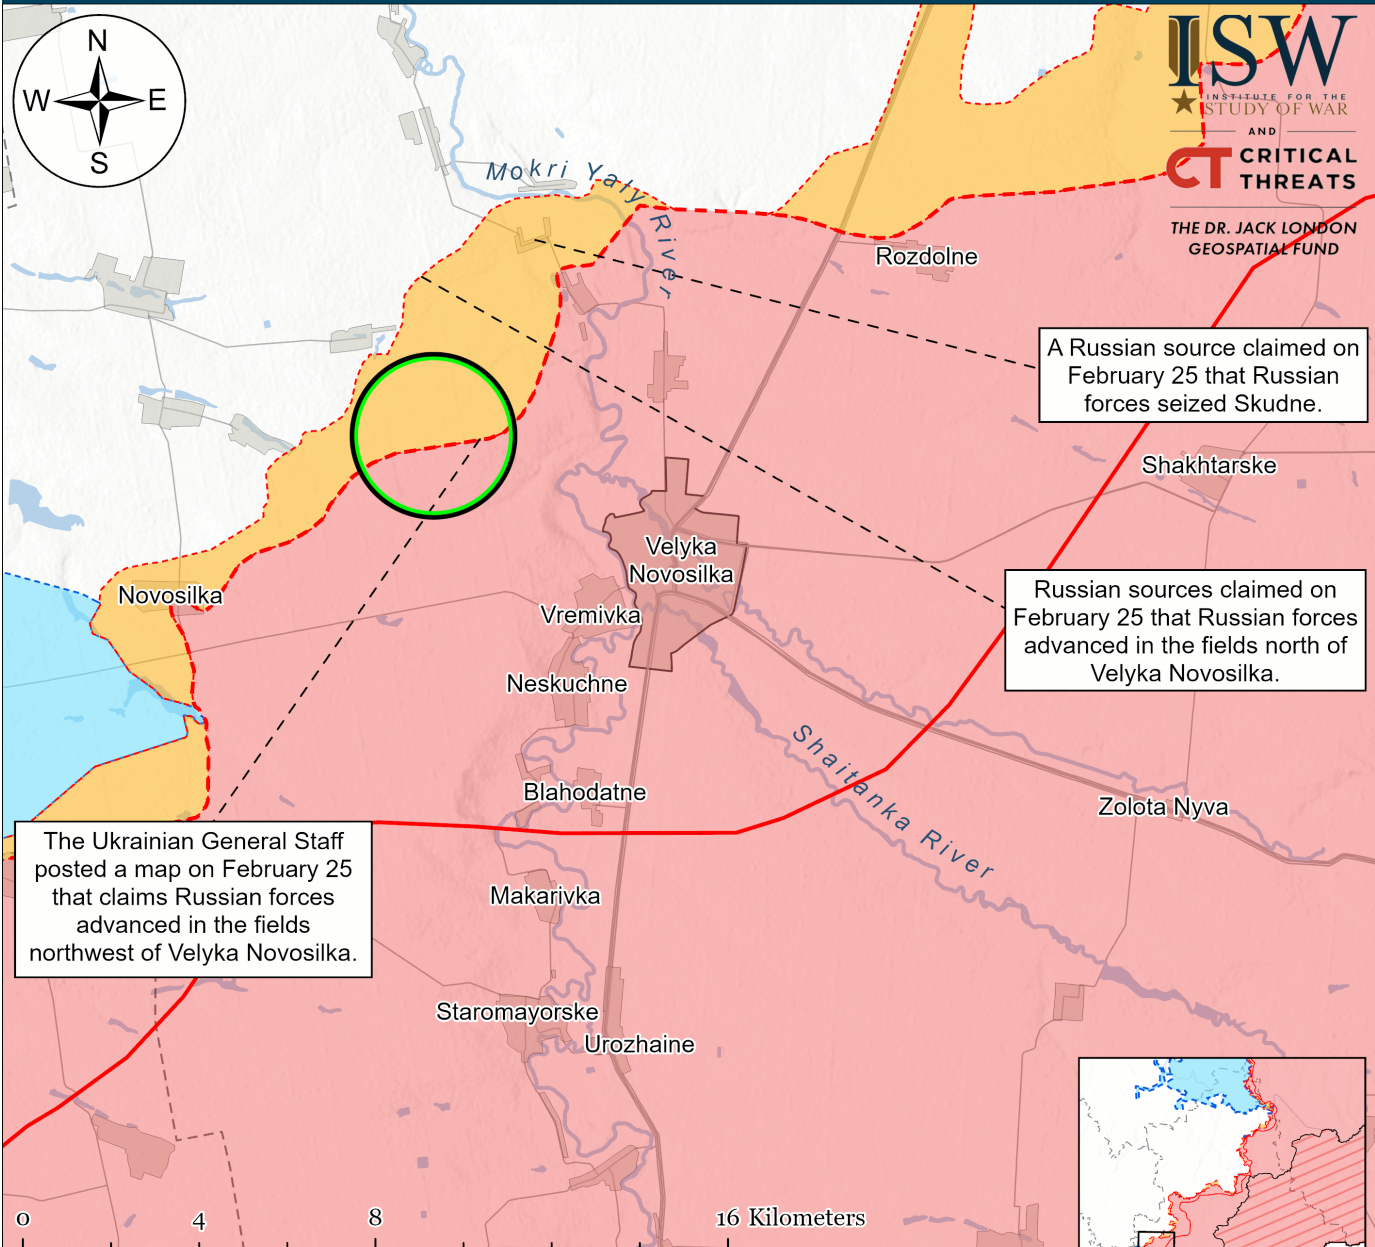 N
W
E
S
ISW
INSTITUTE FOR THE
STUDY OF WAR
AND
CT CRITICAL
THREATS
THE DR. JACK LONDON
GEOSPATIAL FUND
Mokri Yaly River
Rozdolne
A Russian source claimed on
February 25 that Russian
forces seized Skudne.
Shakhtarske
Velyka
Novosilka
Novosilka
Vremivka
Russian sources claimed on
February 25 that Russian forces
advanced in the fields north of
Velyka Novosilka.
Neskuchne
Shaitanka River
Blahodatne
Zolota Nyva
The Ukrainian General Staff
posted a map on February 25
that claims Russian forces
advanced in the fields
northwest of Velyka Novosilka.
Makarivka
Staromayorske
Urozhaine
0 4 8 16 Kilometers